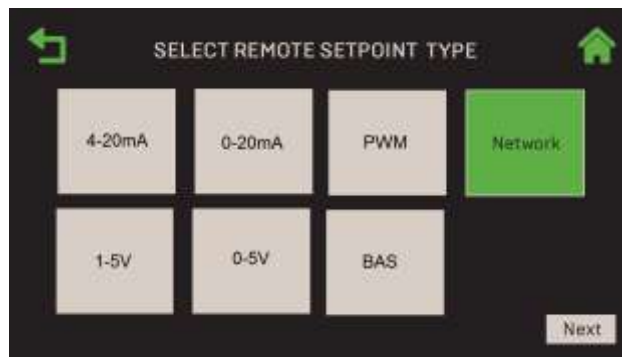 SELECT REMOTE SETPOINT TYPE
4-20mA 0-20mA PWM Network
1-5V 0-5V BAS
Next